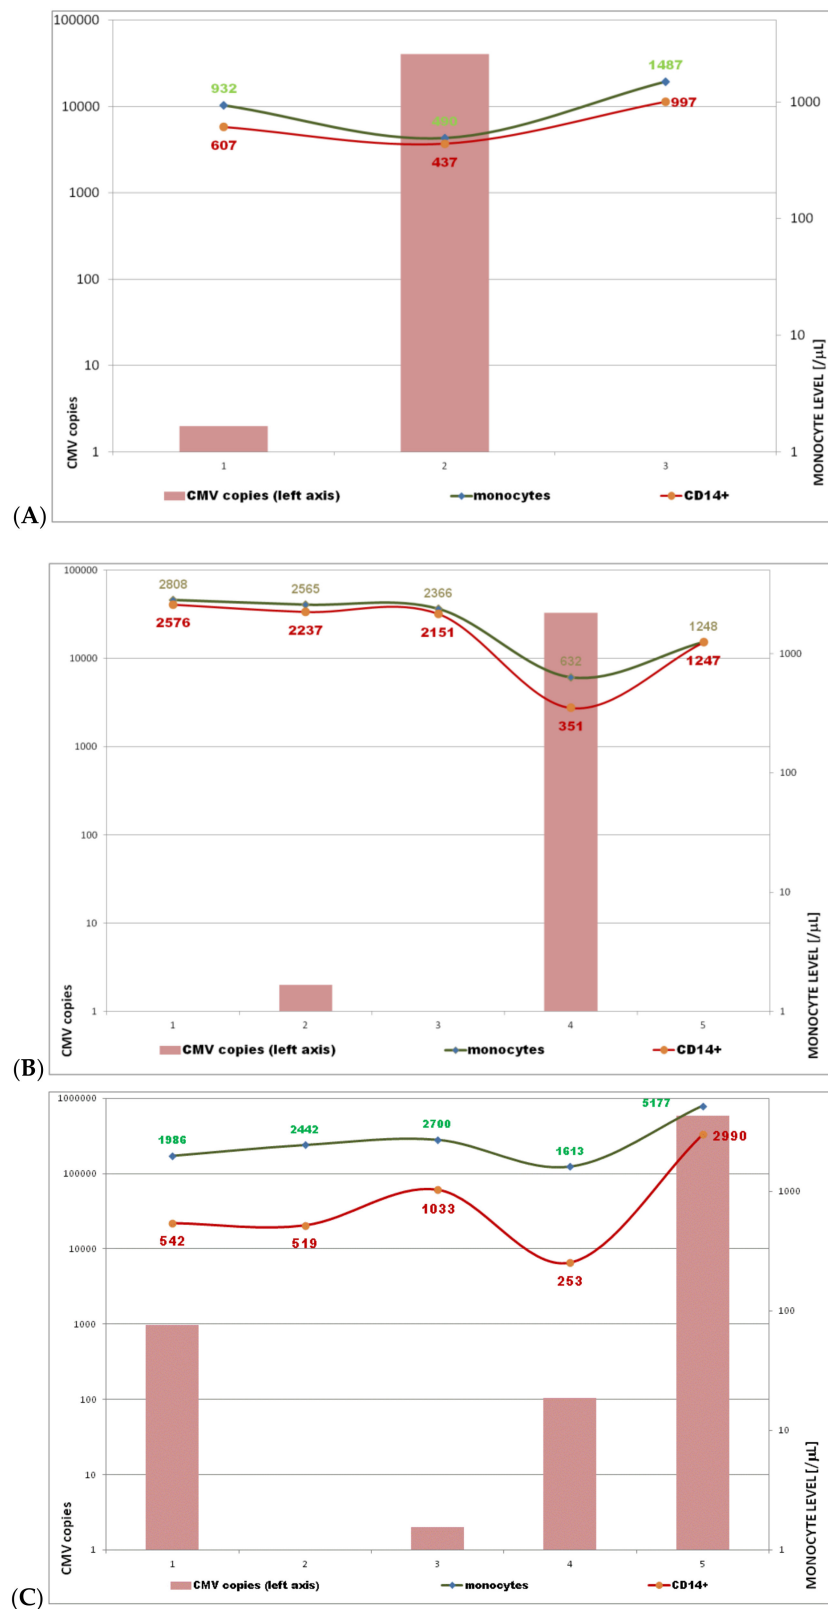 100000
10000
1000
100
10
1
CMV copies
932
490
1487
607
437
997
1000
100
10
1
MONOCYTE LEVEL [/µL]
1 2 3
CMV copies (left axis) monocytes CD14+
(A)
100000
10000
1000
100
10
1
CMV copies
2808 2565 2366 632 1248
2576 2237 2151 351 1247
1000
100
10
1
MONOCYTE LEVEL [/µL]
1 2 3 4 5
CMV copies (left axis) monocytes CD14+
(B)
1000000
100000
10000
1000
100
10
1
CMV copies
1986 2442 2700 1613 5177
542 519 1033 253 2990
1000
100
10
1
MONOCYTE LEVEL [/µL]
1 2 3 4 5
CMV copies (left axis) monocytes CD14+
(C)